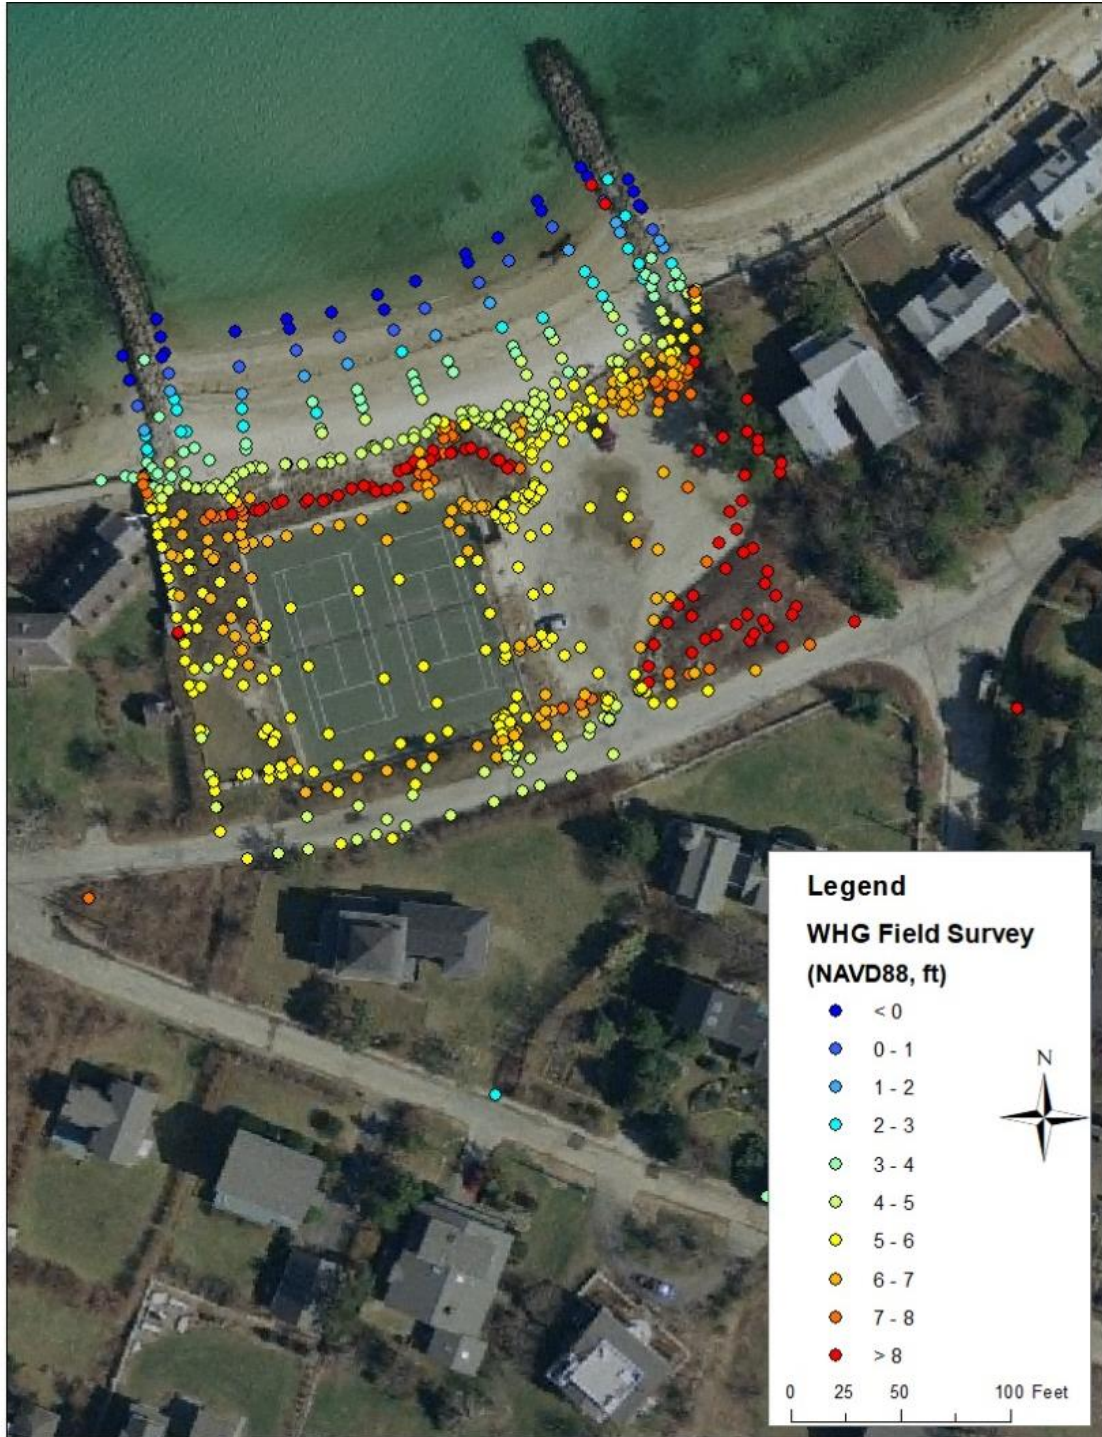 Legend
WHG Field Survey
(NAVD88, ft)
< 0
0 - 1
1 - 2
2 - 3
3 - 4
4 - 5
5 - 6
6 - 7
7 - 8
> 8
N
0 25 50 100 Feet